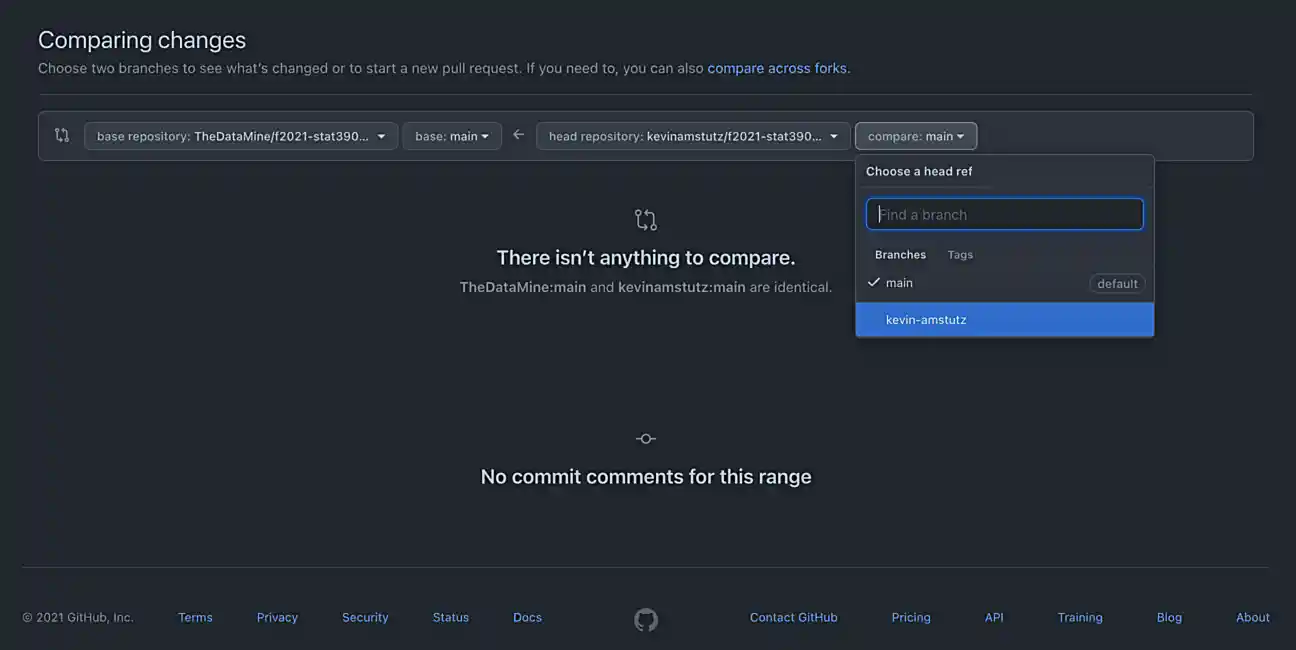 Comparing changes
Choose two branches to see what's changed or to start a new pull request. If you need to, you can also compare across forks.
base repository: TheDataMine/f2021-stat390... base: main head repository: kevinamstutz/f2021-stat390... compare: main
Choose a head ref
Find a branch
Branches Tags
main default
kevin-amstutz
There isn’t anything to compare.
TheDataMine:main and kevinamstutz:main are identical.
No commit comments for this range
© 2021 GitHub, Inc. Terms Privacy Security Status Docs Contact GitHub Pricing API Training Blog About